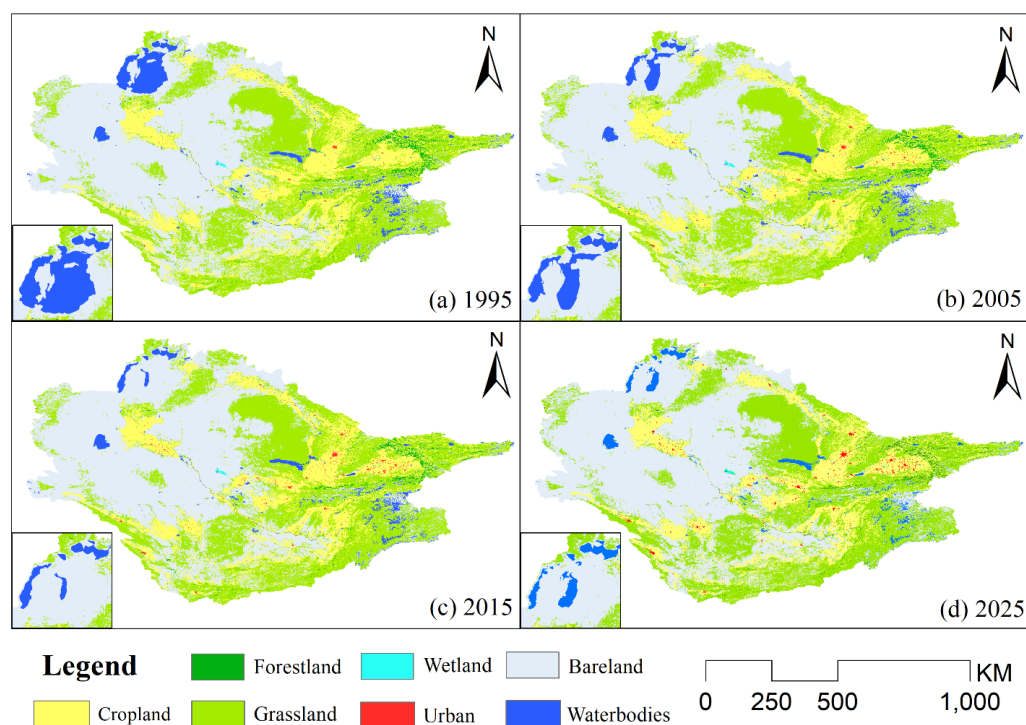 N
N
(a) 1995
(b) 2005
N
N
(c) 2015
(d) 2025
Legend
Forestland
Wetland
Bareland
Cropland
Grassland
Urban
Waterbodies
KM
0 250 500 1,000